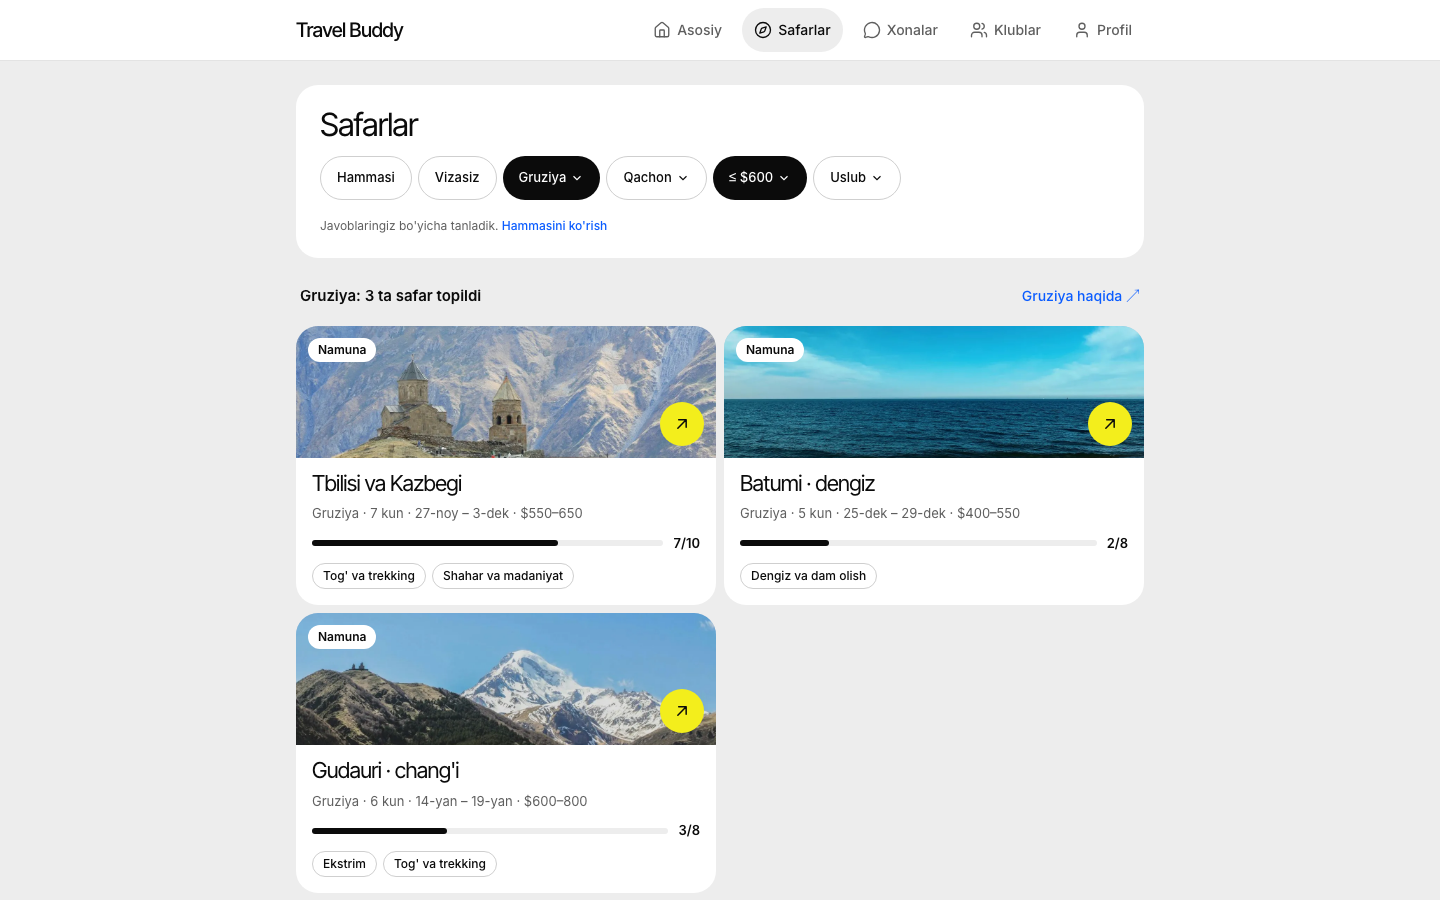 Travel Buddy
Asosiy
Safarlar
Xonalar
Klublar
Profil
Safarlar
Hammasi
Vizasiz
Gruziya
Qachon
≤ $600
Uslub
Javoblaringiz bo'yicha tanladik. Hammasini ko'rish
Gruziya: 3 ta safar topildi
Gruziya haqida ↗
Namuna
Tbilisi va Kazbegi
Gruziya · 7 kun · 27-noy – 3-dek · $550–650
7/10
Tog' va trekking
Shahar va madaniyat
Namuna
Batumi · dengiz
Gruziya · 5 kun · 25-dek – 29-dek · $400–550
2/8
Dengiz va dam olish
Namuna
Gudauri · chang'i
Gruziya · 6 kun · 14-yan – 19-yan · $600–800
3/8
Ekstrim
Tog' va trekking